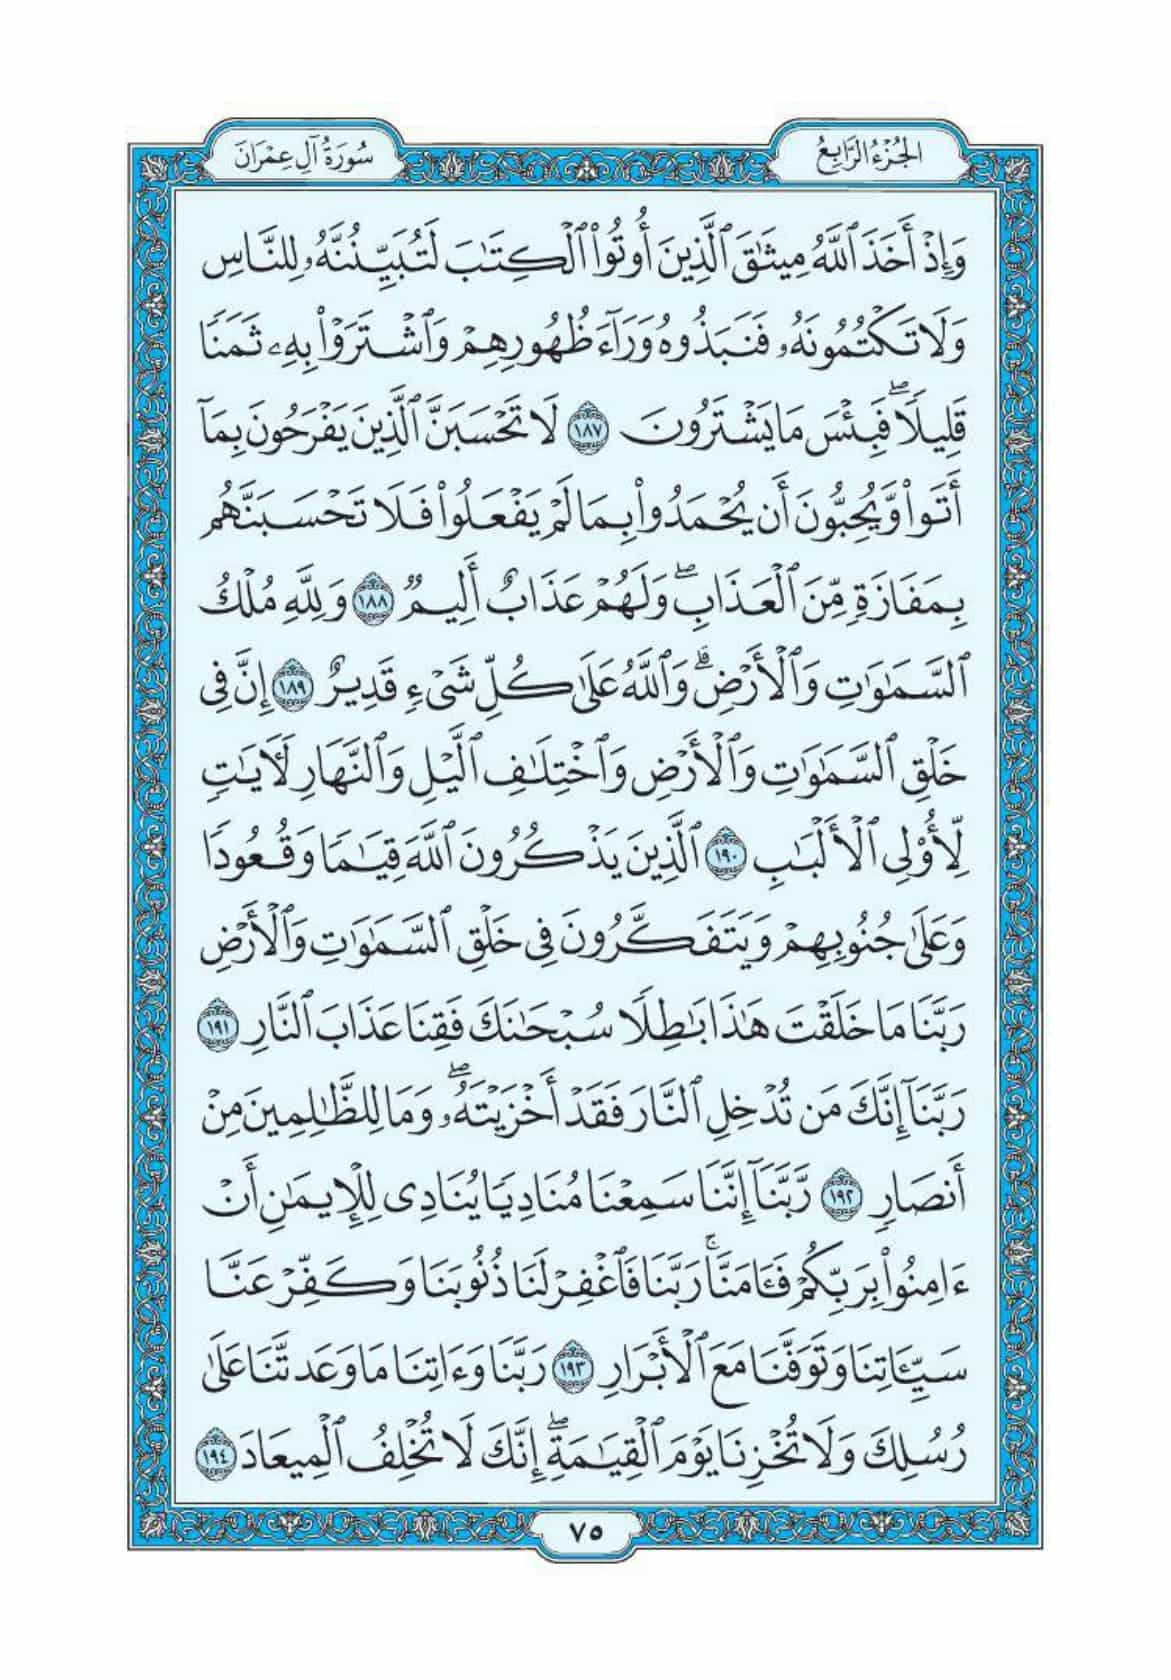 الجُزْءُ الرَّابِعُ
سُورَةُ آلِ عِمْرَانَ
وَإِذْ أَخَذَ ٱللَّهُ مِيثَٰقَ ٱلَّذِينَ أُوتُوا۟ ٱلْكِتَٰبَ لَتُبَيِّنُنَّهُۥ لِلنَّاسِ
وَلَا تَكْتُمُونَهُۥ فَنَبَذُوهُ وَرَآءَ ظُهُورِهِمْ وَٱشْتَرَوْا۟ بِهِۦ ثَمَنًا
قَلِيلًا ۖ فَبِئْسَ مَا يَشْتَرُونَ ١٨٧ لَا تَحْسَبَنَّ ٱلَّذِينَ يَفْرَحُونَ بِمَآ
أَتَوا۟ وَّيُحِبُّونَ أَن يُحْمَدُوا۟ بِمَا لَمْ يَفْعَلُوا۟ فَلَا تَحْسَبَنَّهُم
بِمَفَازَةٍ مِّنَ ٱلْعَذَابِ ۖ وَلَهُمْ عَذَابٌ أَلِيمٌ ١٨٨ وَلِلَّهِ مُلْكُ
ٱلسَّمَٰوَٰتِ وَٱلْأَرْضِ ۗ وَٱللَّهُ عَلَىٰ كُلِّ شَىْءٍ قَدِيرٌ ١٨٩ إِنَّ فِى
خَلْقِ ٱلسَّمَٰوَٰتِ وَٱلْأَرْضِ وَٱخْتِلَٰفِ ٱلَّيْلِ وَٱلنَّهَارِ لَءَايَٰتٍ
لِّأُو۟لِى ٱلْأَلْبَٰبِ ١٩٠ ٱلَّذِينَ يَذْكُرُونَ ٱللَّهَ قِيَٰمًا وَقُعُودًا
وَعَلَىٰ جُنُوبِهِمْ وَيَتَفَكَّرُونَ فِى خَلْقِ ٱلسَّمَٰوَٰتِ وَٱلْأَرْضِ
رَبَّنَا مَا خَلَقْتَ هَٰذَا بَٰطِلًا سُبْحَٰنَكَ فَقِنَا عَذَابَ ٱلنَّارِ ١٩١
رَبَّنَآ إِنَّكَ مَن تُدْخِلِ ٱلنَّارَ فَقَدْ أَخْزَيْتَهُۥ ۖ وَمَا لِلظَّٰلِمِينَ مِنْ
أَنصَارٍ ١٩٢ رَّبَّنَآ إِنَّنَا سَمِعْنَا مُنَادِيًا يُنَادِى لِلْإِيمَٰنِ أَنْ
ءَامِنُوا۟ بِرَبِّكُمْ فَـَٔامَنَّا ۚ رَبَّنَا فَٱغْفِرْ لَنَا ذُنُوبَنَا وَكَفِّرْ عَنَّا
سَيِّـَٔاتِنَا وَتَوَفَّنَا مَعَ ٱلْأَبْرَارِ ١٩٣ رَبَّنَا وَءَاتِنَا مَا وَعَدتَّنَا عَلَىٰ
رُسُلِكَ وَلَا تُخْزِنَا يَوْمَ ٱلْقِيَٰمَةِ ۖ إِنَّكَ لَا تُخْلِفُ ٱلْمِيعَادَ ١٩٤
٧٥